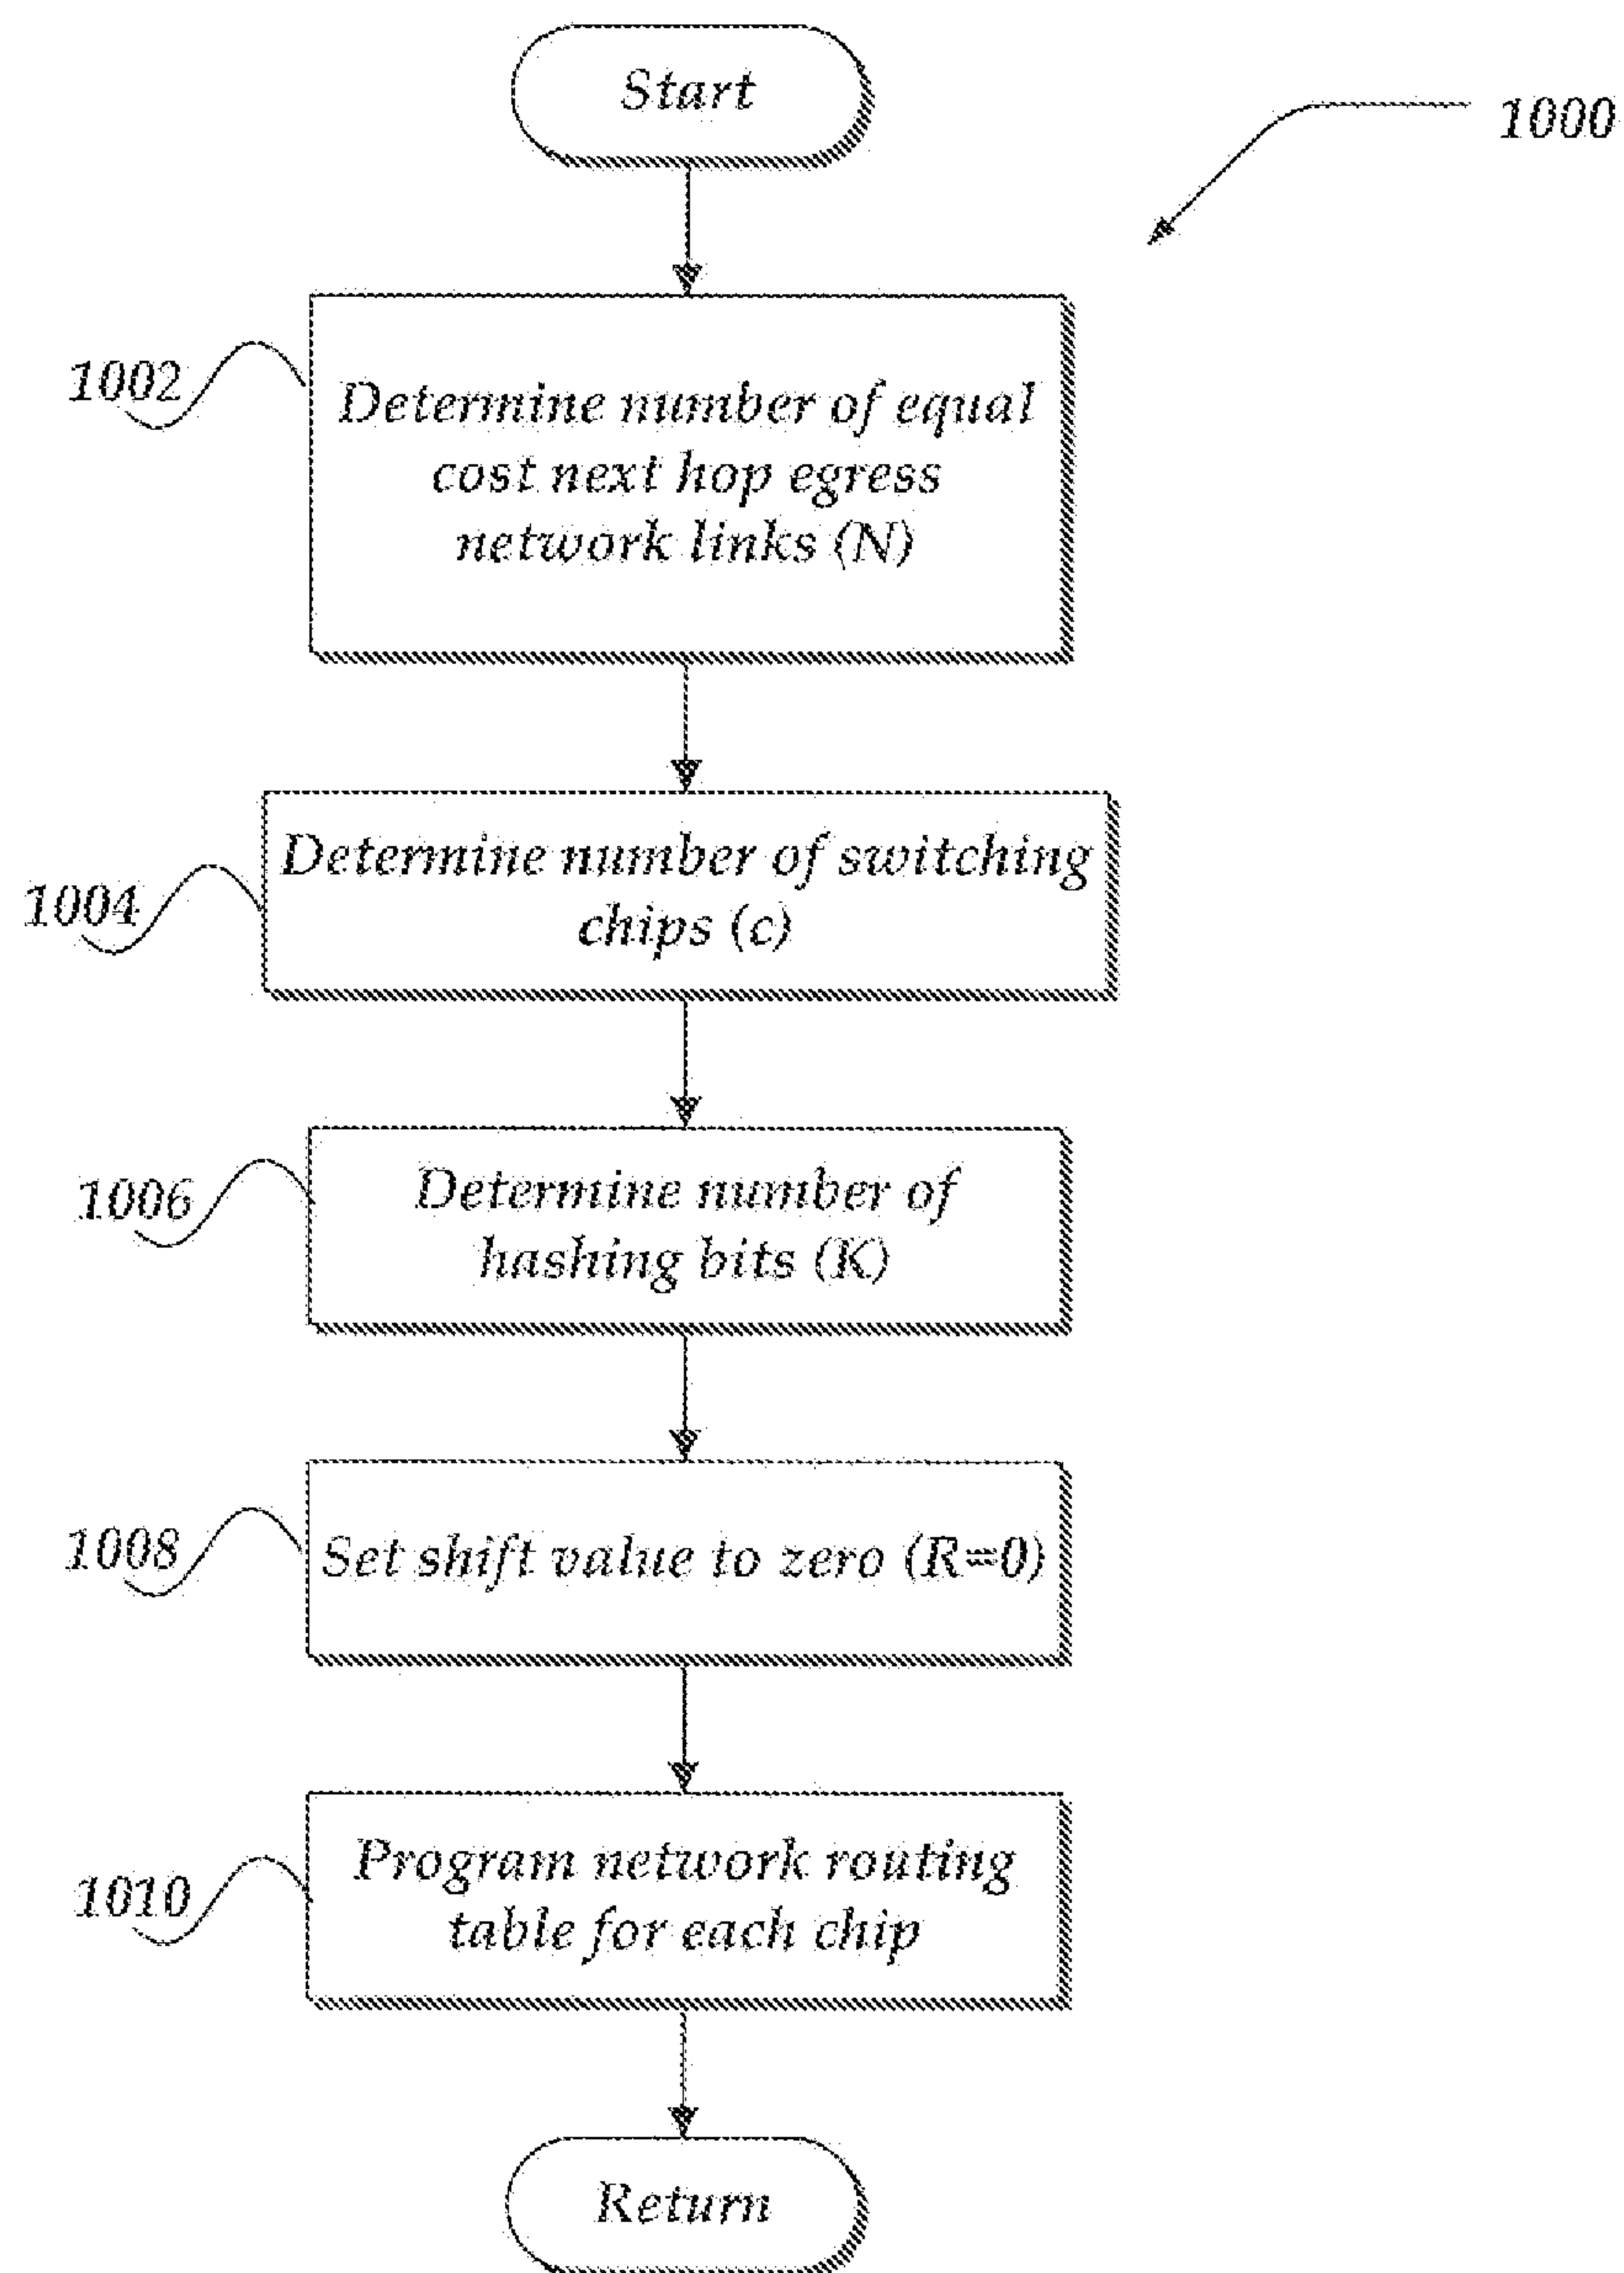 Start
1000
1002
Determine number of equal
cost next hop egress
network links (N)
1004
Determine number of switching
chips (c)
1006
Determine number of
hashing bits (K)
1008
Set shift value to zero (R=0)
1010
Program network routing
table for each chip
Return